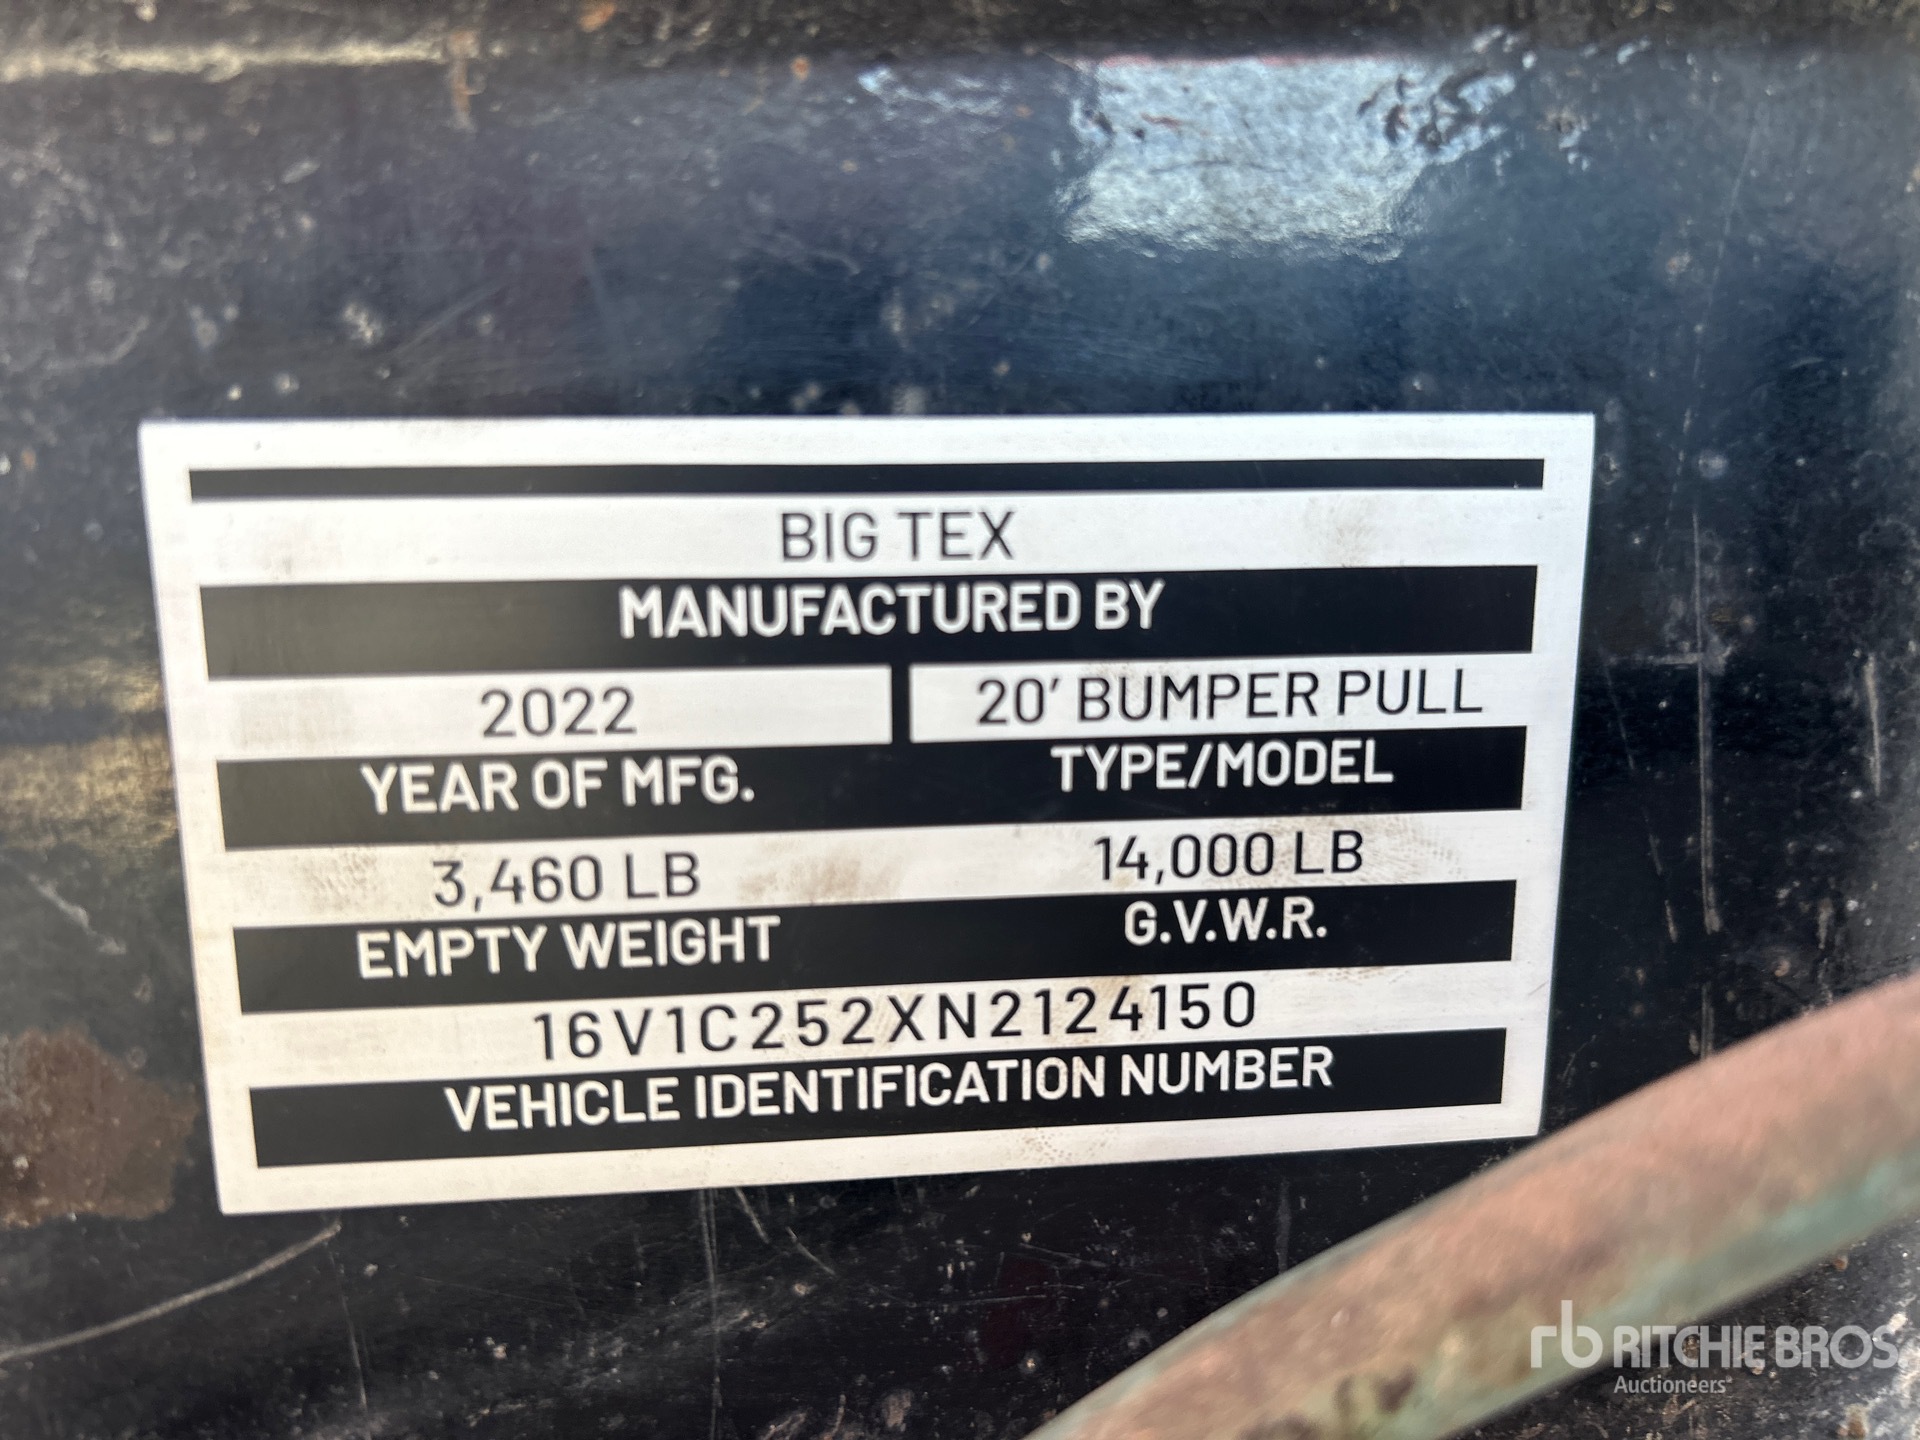 BIG TEX
MANUFACTURED BY
2022 20' BUMPER PULL
YEAR OF MFG. TYPE/MODEL
3,460 LB 14,000 LB
EMPTY WEIGHT G.V.W.R.
16V1C252XN2124150
VEHICLE IDENTIFICATION NUMBER
rb RITCHIE BROS
Auctioneers